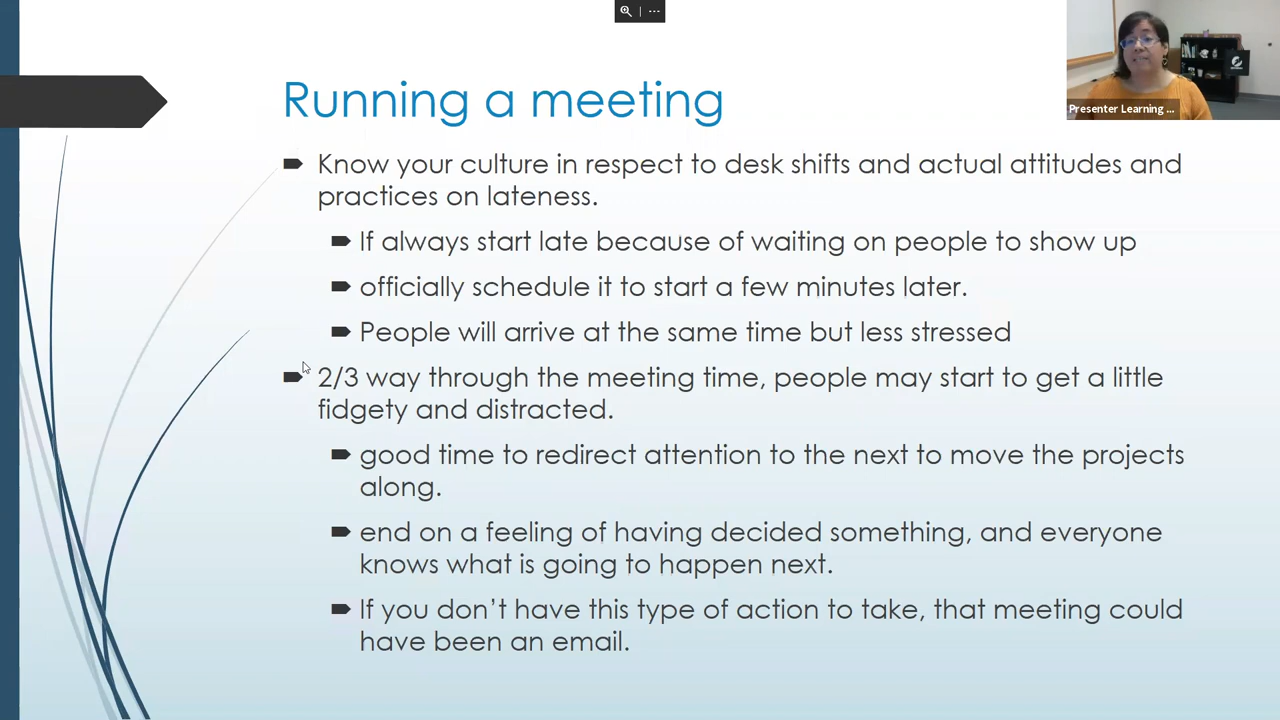 Running a meeting
Know your culture in respect to desk shifts and actual attitudes and
practices on lateness.
If always start late because of waiting on people to show up
officially schedule it to start a few minutes later.
People will arrive at the same time but less stressed
2/3 way through the meeting time, people may start to get a little
fidgety and distracted.
good time to redirect attention to the next to move the projects
along.
end on a feeling of having decided something, and everyone
knows what is going to happen next.
If you don’t have this type of action to take, that meeting could
have been an email.
Presenter Learning ...